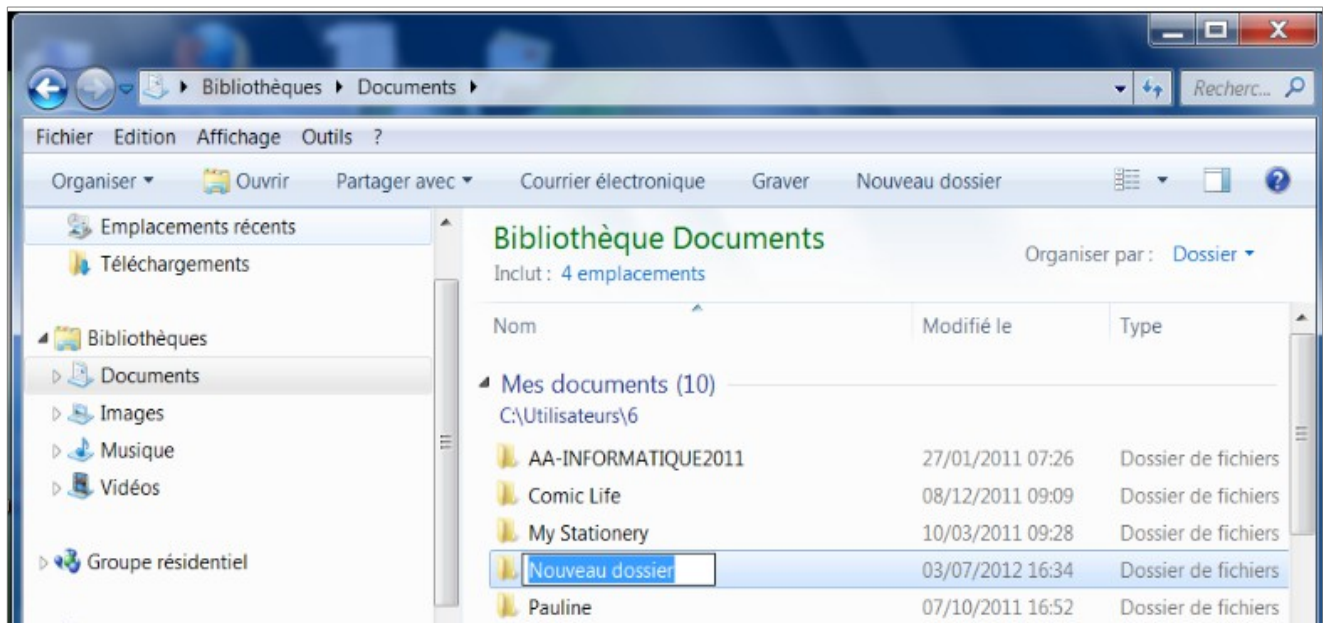 Bibliothèques Documents
Recherc...
Fichier Edition Affichage Outils ?
Organiser Ouvrir Partager avec Courrier électronique Graver Nouveau dossier
Emplacements récents
Téléchargements
Bibliothèques
Documents
Images
Musique
Vidéos
Groupe résidentiel
Bibliothèque Documents
Inclut : 4 emplacements
Organiser par : Dossier
Nom Modifié le Type
Mes documents (10)
C:\Utilisateurs\6
AA-INFORMATIQUE2011 27/01/2011 07:26 Dossier de fichiers
Comic Life 08/12/2011 09:09 Dossier de fichiers
My Stationery 10/03/2011 09:28 Dossier de fichiers
Nouveau dossier 03/07/2012 16:34 Dossier de fichiers
Pauline 07/10/2011 16:52 Dossier de fichiers